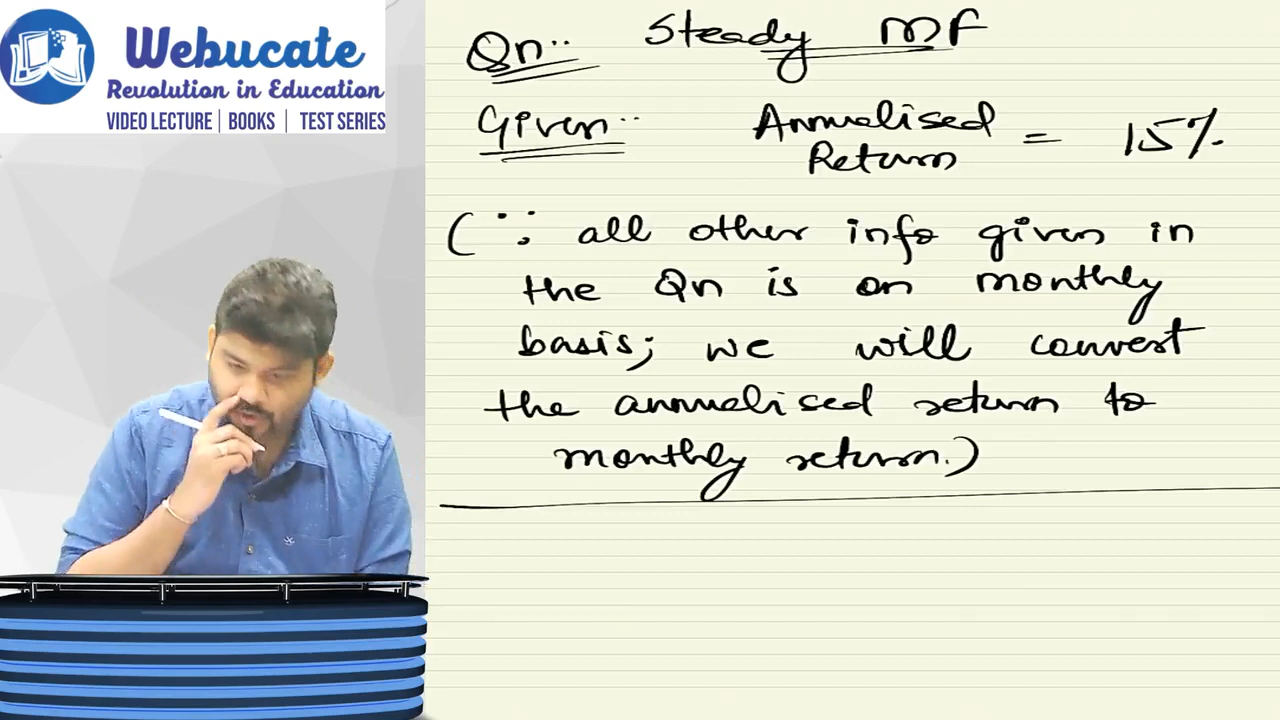 Webucate
Revolution in Education
VIDEO LECTURE | BOOKS | TEST SERIES
Qn:- Steady MF
Given:- Annualised Return = 15%
(∵ all other info given in
the Qn is on monthly
basis; we will convert
the annualised return to
monthly return.)